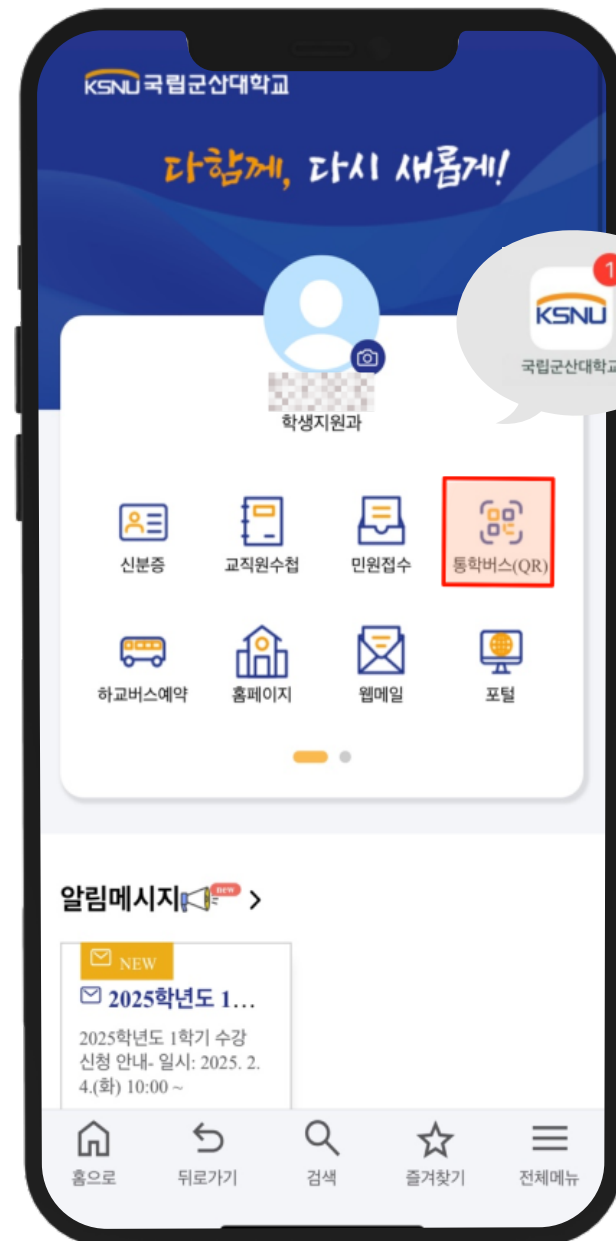 KSNU 국립군산대학교
다함께, 다시 새롭게!
1
KSNU
국립군산대학교
학생지원과
신분증
교직원수첩
민원접수
통학버스(QR)
하교버스예약
홈페이지
웹메일
포털
알림메시지 new >
NEW
2025학년도 1...
2025학년도 1학기 수강
신청 안내- 일시: 2025. 2.
4.(화) 10:00 ~
홈으로
뒤로가기
검색
즐겨찾기
전체메뉴